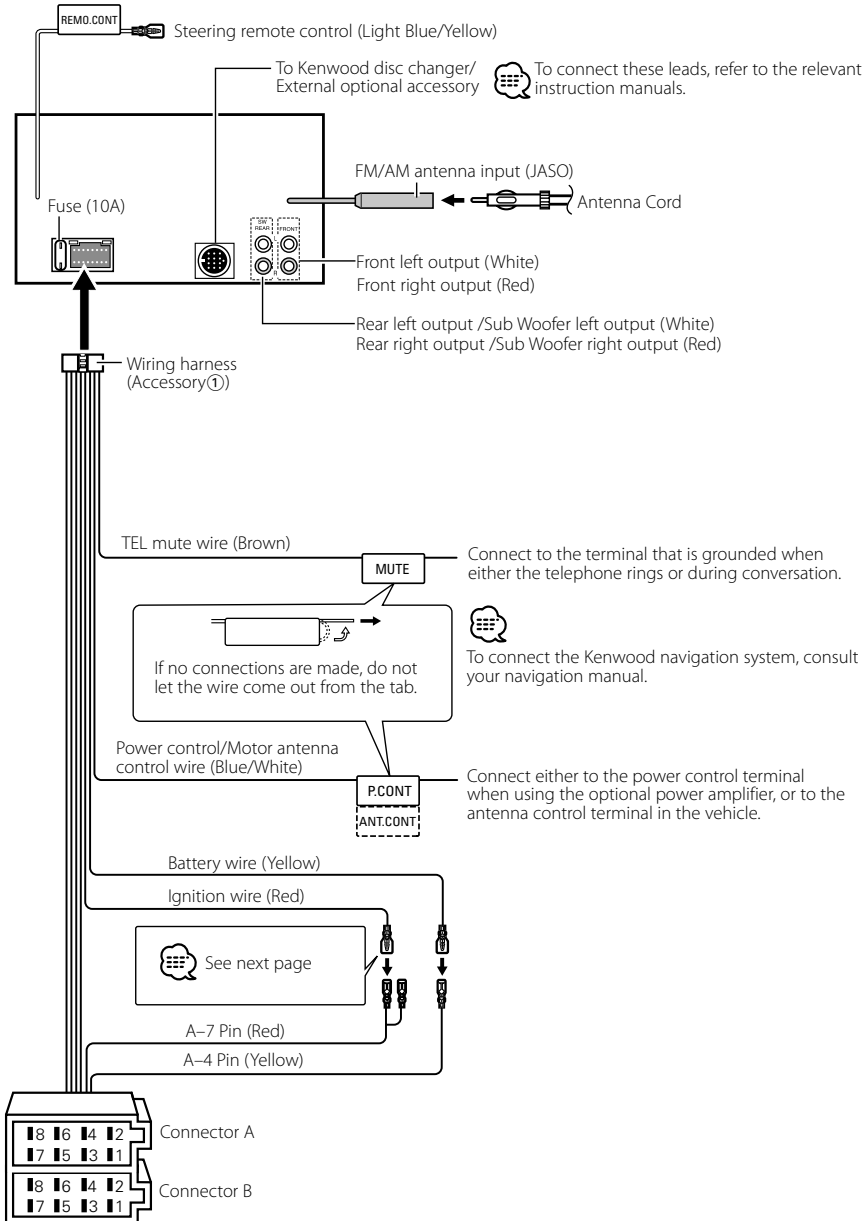 REMO.CONT
Steering remote control (Light Blue/Yellow)
To Kenwood disc changer/
External optional accessory
To connect these leads, refer to the relevant
instruction manuals.
FM/AM antenna input (JASO)
Antenna Cord
Fuse (10A)
SW
REAR
FRONT
L
R
Front left output (White)
Front right output (Red)
Rear left output /Sub Woofer left output (White)
Rear right output /Sub Woofer right output (Red)
Wiring harness
(Accessory①)
TEL mute wire (Brown)
MUTE
Connect to the terminal that is grounded when
either the telephone rings or during conversation.
If no connections are made, do not
let the wire come out from the tab.
To connect the Kenwood navigation system, consult
your navigation manual.
Power control/Motor antenna
control wire (Blue/White)
P.CONT
ANT.CONT
Connect either to the power control terminal
when using the optional power amplifier, or to the
antenna control terminal in the vehicle.
Battery wire (Yellow)
Ignition wire (Red)
See next page
A–7 Pin (Red)
A–4 Pin (Yellow)
8 6 4 2
7 5 3 1
Connector A
8 6 4 2
7 5 3 1
Connector B